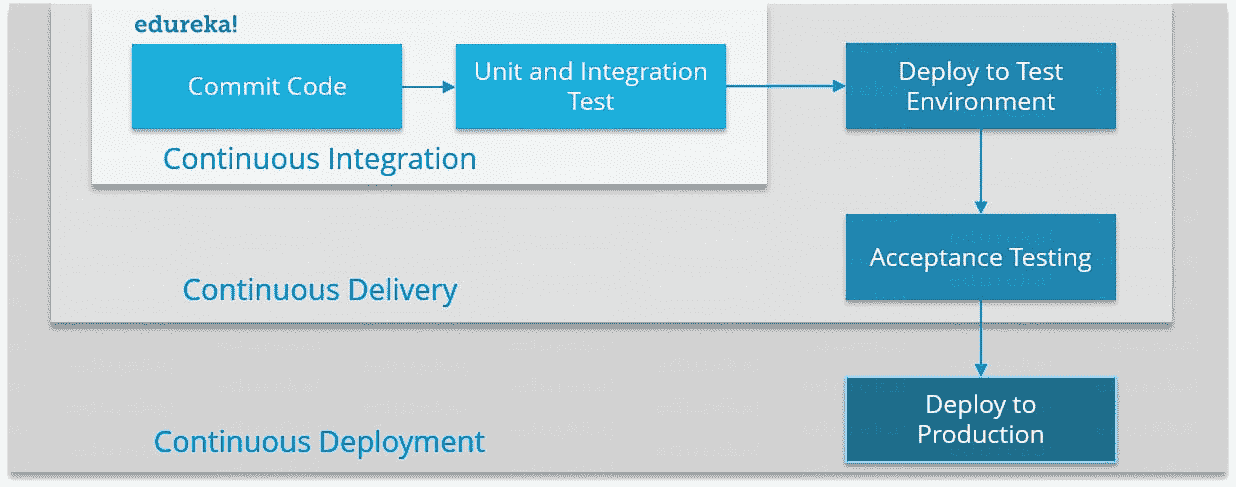 edureka!
Commit Code
Unit and Integration
Test
Deploy to Test
Environment
Continuous Integration
Acceptance Testing
Continuous Delivery
Deploy to
Production
Continuous Deployment